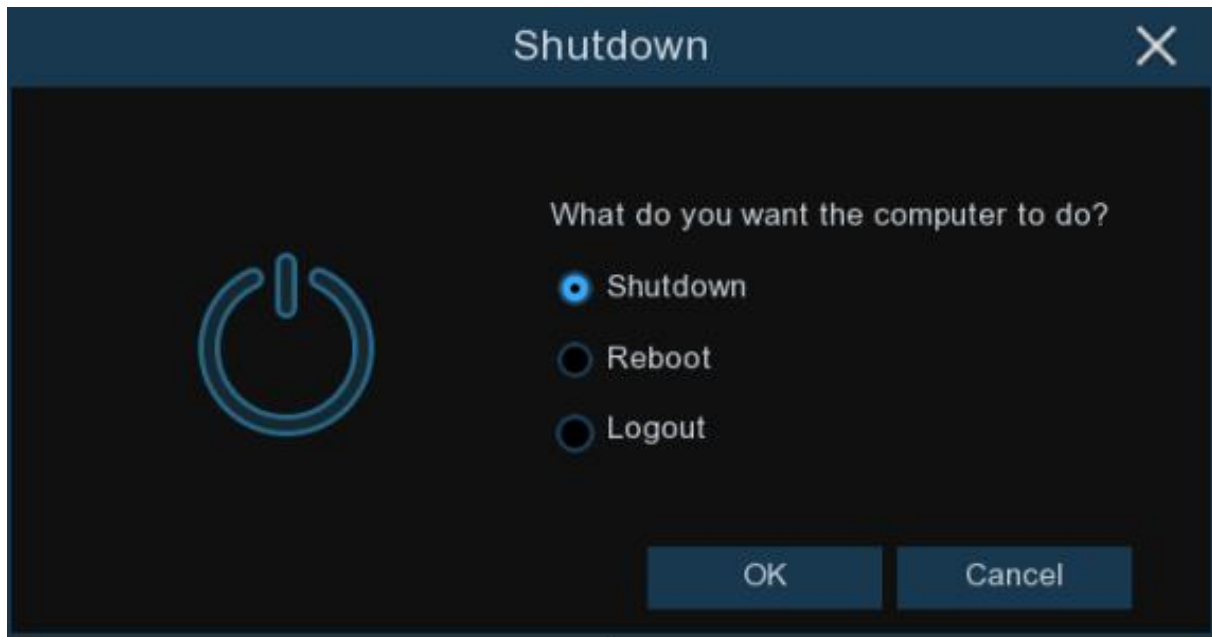 Shutdown
What do you want the computer to do?
Shutdown
Reboot
Logout
OK
Cancel